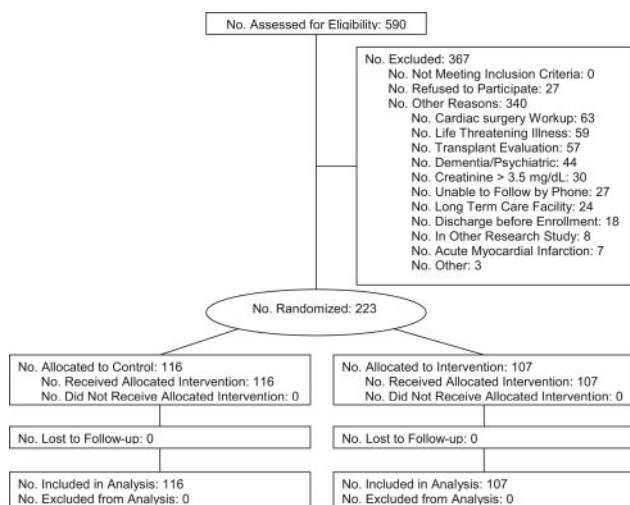 No. Assessed for Eligibility: 590
No. Excluded: 367
No. Not Meeting Inclusion Criteria: 0
No. Refused to Participate: 27
No. Other Reasons: 340
No. Cardiac surgery Workup: 63
No. Life Threatening Illness: 59
No. Transplant Evaluation: 57
No. Dementia/Psychiatric: 44
No. Creatinine > 3.5 mg/dL: 30
No. Unable to Follow by Phone: 27
No. Long Term Care Facility: 24
No. Discharge before Enrollment: 18
No. In Other Research Study: 8
No. Acute Myocardial Infarction: 7
No. Other: 3
No. Randomized: 223
No. Allocated to Control: 116
No. Received Allocated Intervention: 116
No. Did Not Receive Allocated Intervention: 0
No. Lost to Follow-up: 0
No. Included in Analysis: 116
No. Excluded from Analysis: 0
No. Allocated to Intervention: 107
No. Received Allocated Intervention: 107
No. Did Not Receive Allocated Intervention: 0
No. Lost to Follow-up: 0
No. Included in Analysis: 107
No. Excluded from Analysis: 0